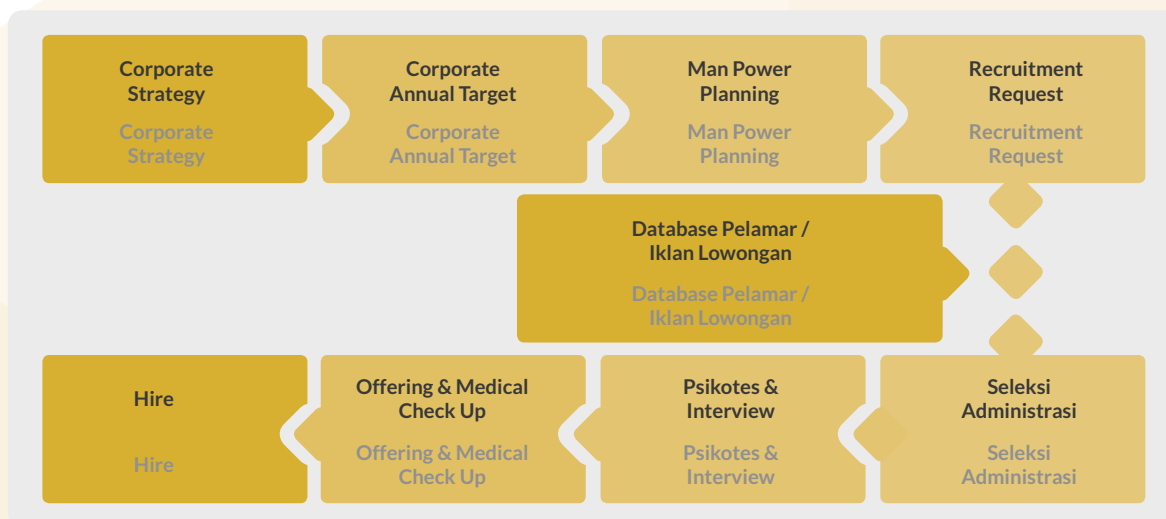 Corporate
Strategy
Corporate
Strategy
Corporate
Annual Target
Corporate
Annual Target
Man Power
Planning
Man Power
Planning
Recruitment
Request
Recruitment
Request
Database Pelamar /
Iklan Lowongan
Database Pelamar /
Iklan Lowongan
Hire
Hire
Offering & Medical
Check Up
Offering & Medical
Check Up
Psikotes &
Interview
Psikotes &
Interview
Seleksi
Administrasi
Seleksi
Administrasi